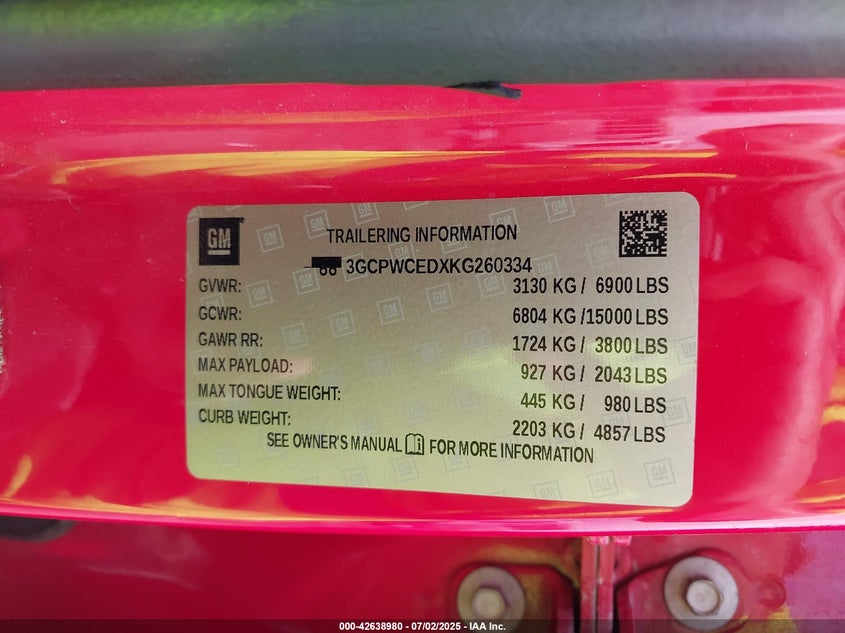 GM
TRAILERING INFORMATION
3GCPWCEDXKG260334
GVWR: 3130 KG / 6900 LBS
GCWR: 6804 KG /15000 LBS
GAWR RR: 1724 KG / 3800 LBS
MAX PAYLOAD: 927 KG / 2043 LBS
MAX TONGUE WEIGHT: 445 KG / 980 LBS
CURB WEIGHT: 2203 KG / 4857 LBS
SEE OWNER'S MANUAL FOR MORE INFORMATION
000-42638980 - 07/02/2025 - IAA Inc.